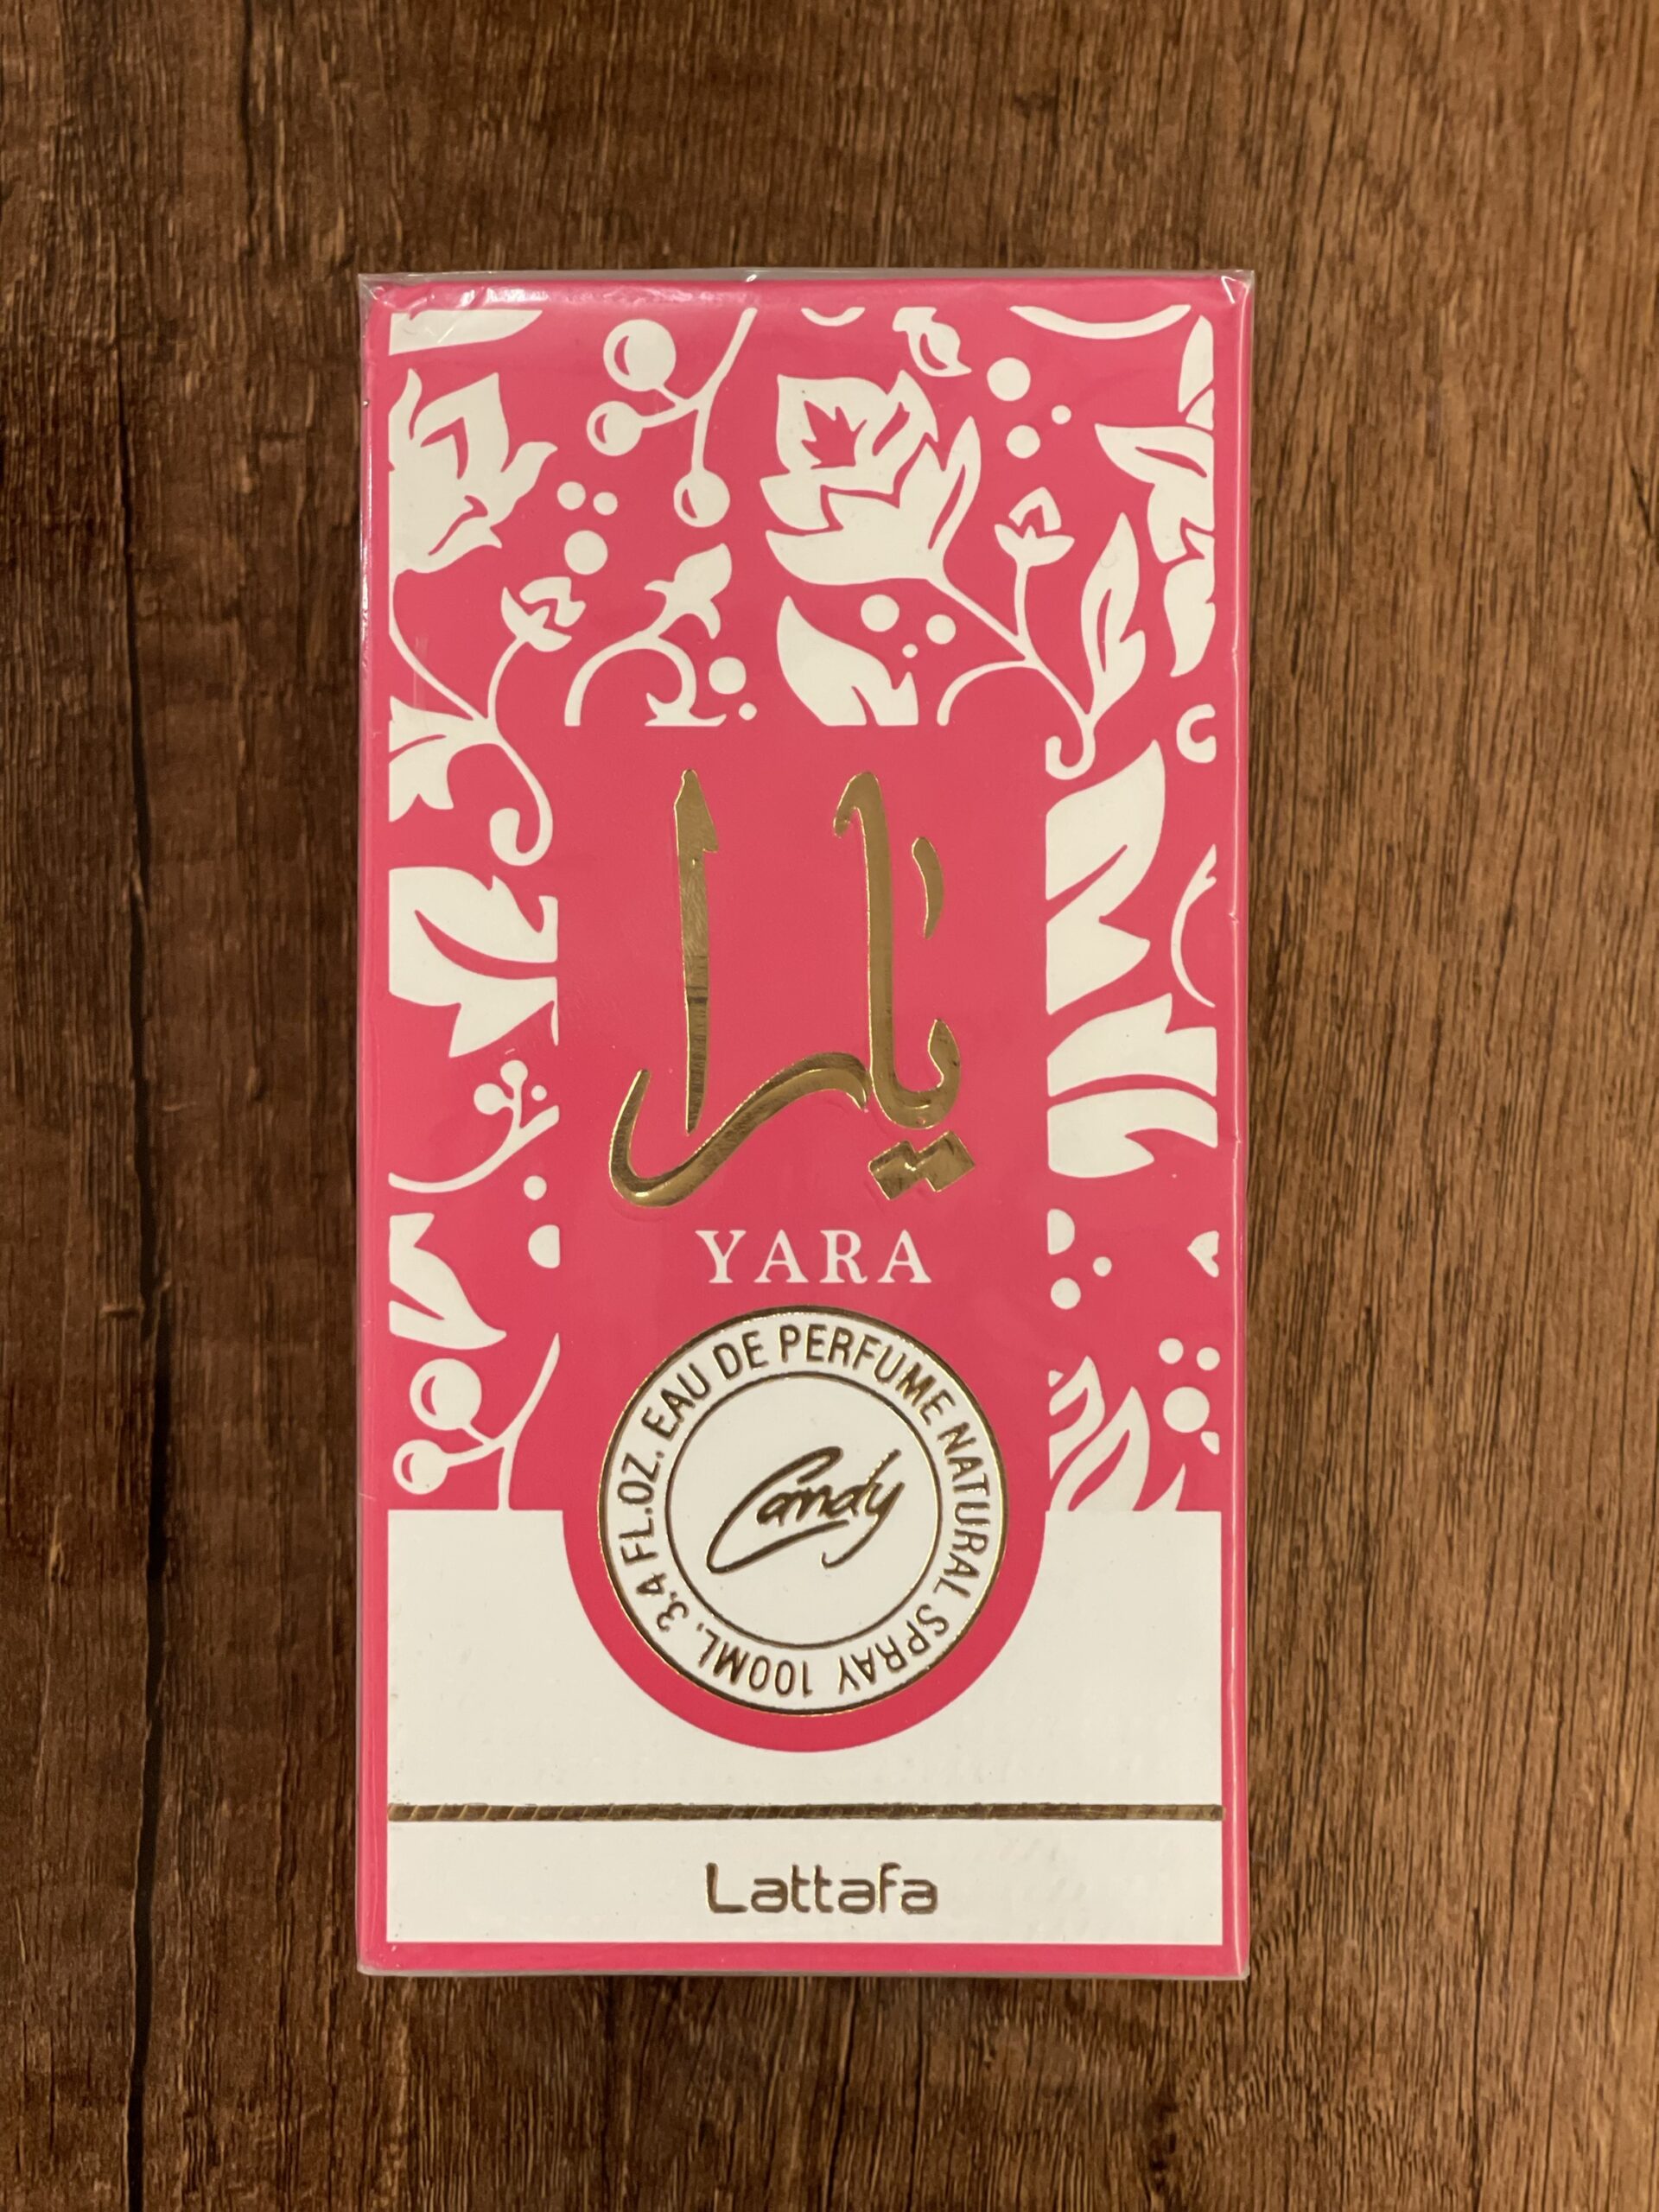 يارا
YARA
EAU DE PERFUME NATURAL SPRAY 100ML. 3.4 FL.OZ.
Candy
Lattafa